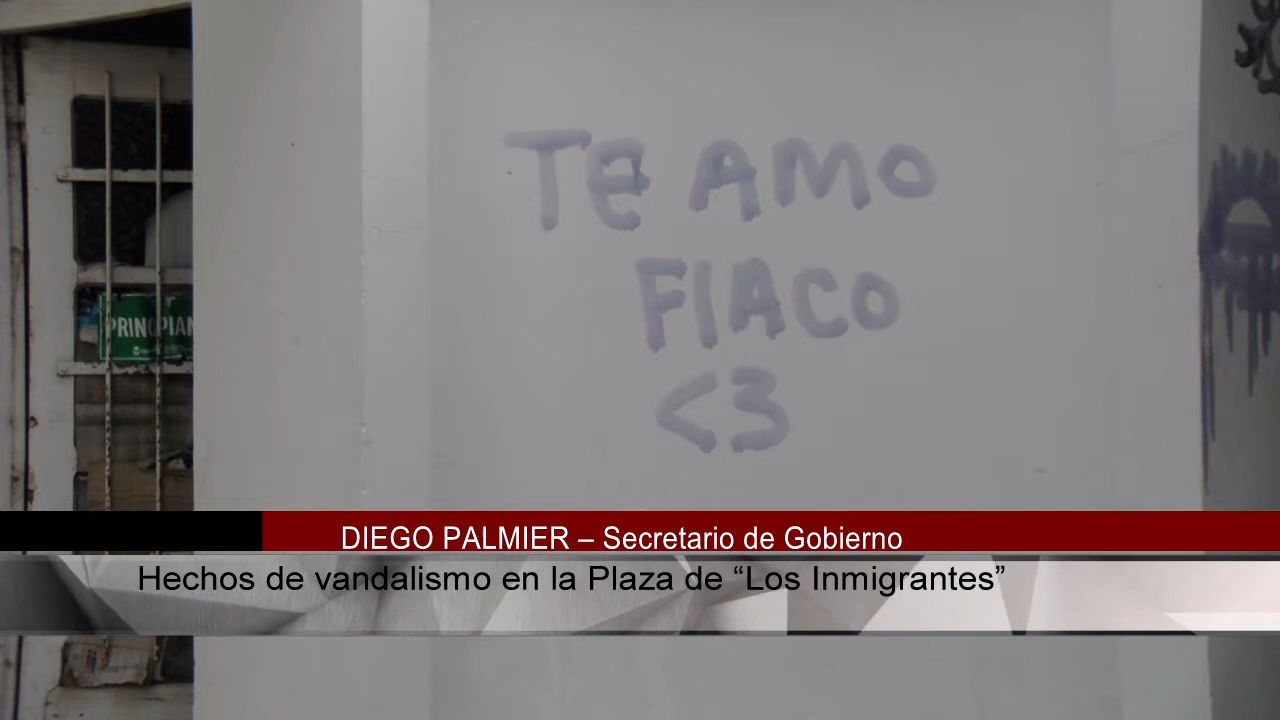 TE AMO
FIACO
<3
PRINCIPIAN
DIEGO PALMIER – Secretario de Gobierno
Hechos de vandalismo en la Plaza de “Los Inmigrantes”